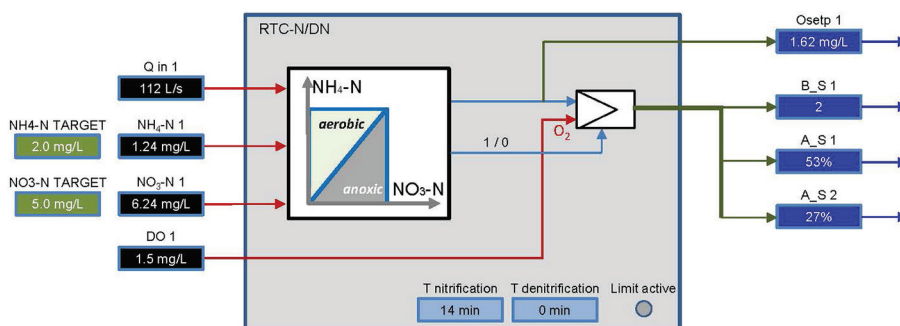 RTC-N/DN
Osetp 1
1.62 mg/L
Q in 1
112 L/s
NH₄-N
B_S 1
2
NH4-N TARGET
NH₄-N 1
2.0 mg/L
1.24 mg/L
aerobic
O₂
1 / 0
A_S 1
53%
NO3-N TARGET
NO₃-N 1
5.0 mg/L
6.24 mg/L
anoxic
NO₃-N
A_S 2
27%
DO 1
1.5 mg/L
T nitrification
T denitrification
Limit active
14 min
0 min